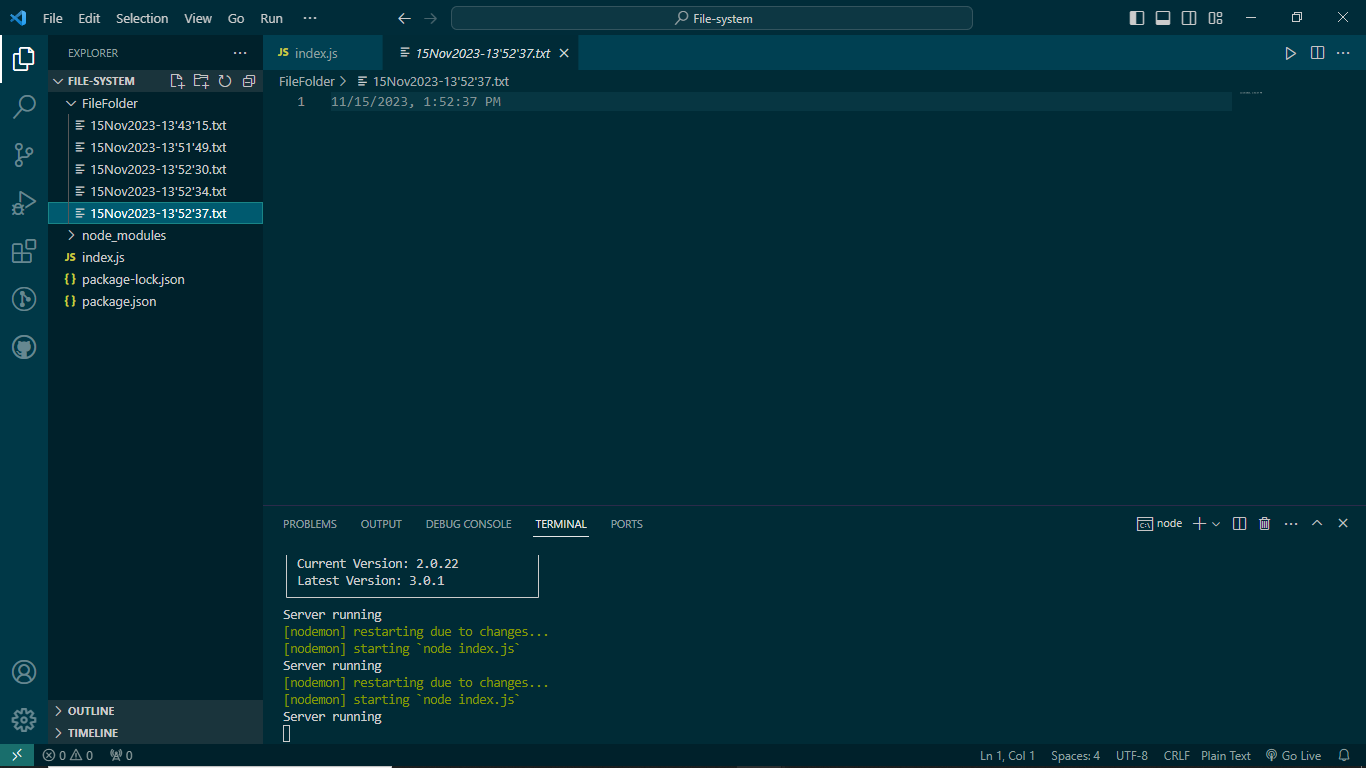 File Edit Selection View Go Run ··· File-system
EXPLORER ···
JS index.js
15Nov2023-13'52'37.txt
FILE-SYSTEM
FileFolder
15Nov2023-13'43'15.txt
15Nov2023-13'51'49.txt
15Nov2023-13'52'30.txt
15Nov2023-13'52'34.txt
15Nov2023-13'52'37.txt
node_modules
JS index.js
{} package-lock.json
{} package.json
OUTLINE
TIMELINE
FileFolder > 15Nov2023-13'52'37.txt
1 11/15/2023, 1:52:37 PM
PROBLEMS OUTPUT DEBUG CONSOLE TERMINAL PORTS node
Current Version: 2.0.22
Latest Version: 3.0.1
Server running
[nodemon] restarting due to changes...
[nodemon] starting `node index.js`
Server running
[nodemon] restarting due to changes...
[nodemon] starting `node index.js`
Server running
0 0 0 Ln 1, Col 1 Spaces: 4 UTF-8 CRLF Plain Text Go Live